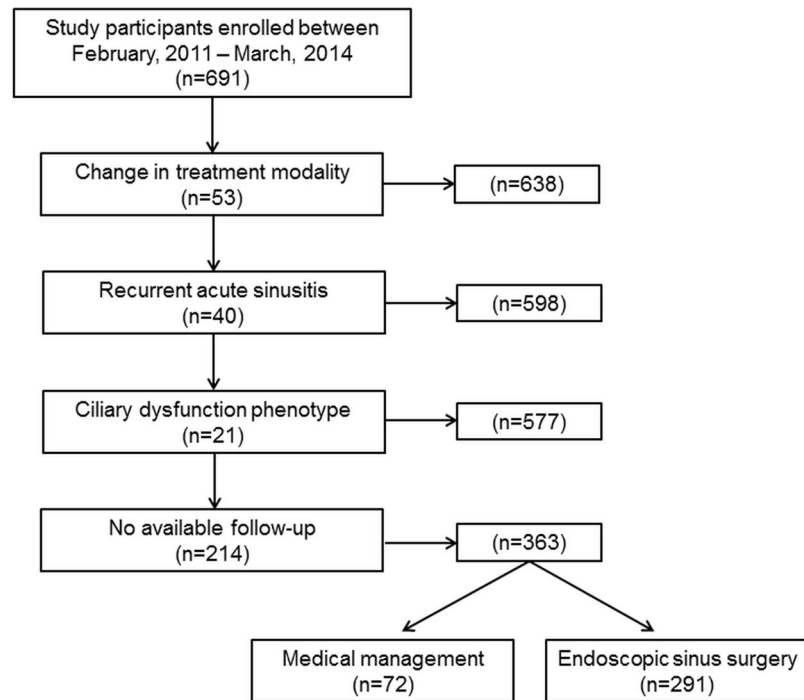 Study participants enrolled between
February, 2011 – March, 2014
(n=691)
Change in treatment modality
(n=53)
(n=638)
Recurrent acute sinusitis
(n=40)
(n=598)
Ciliary dysfunction phenotype
(n=21)
(n=577)
No available follow-up
(n=214)
(n=363)
Medical management
(n=72)
Endoscopic sinus surgery
(n=291)